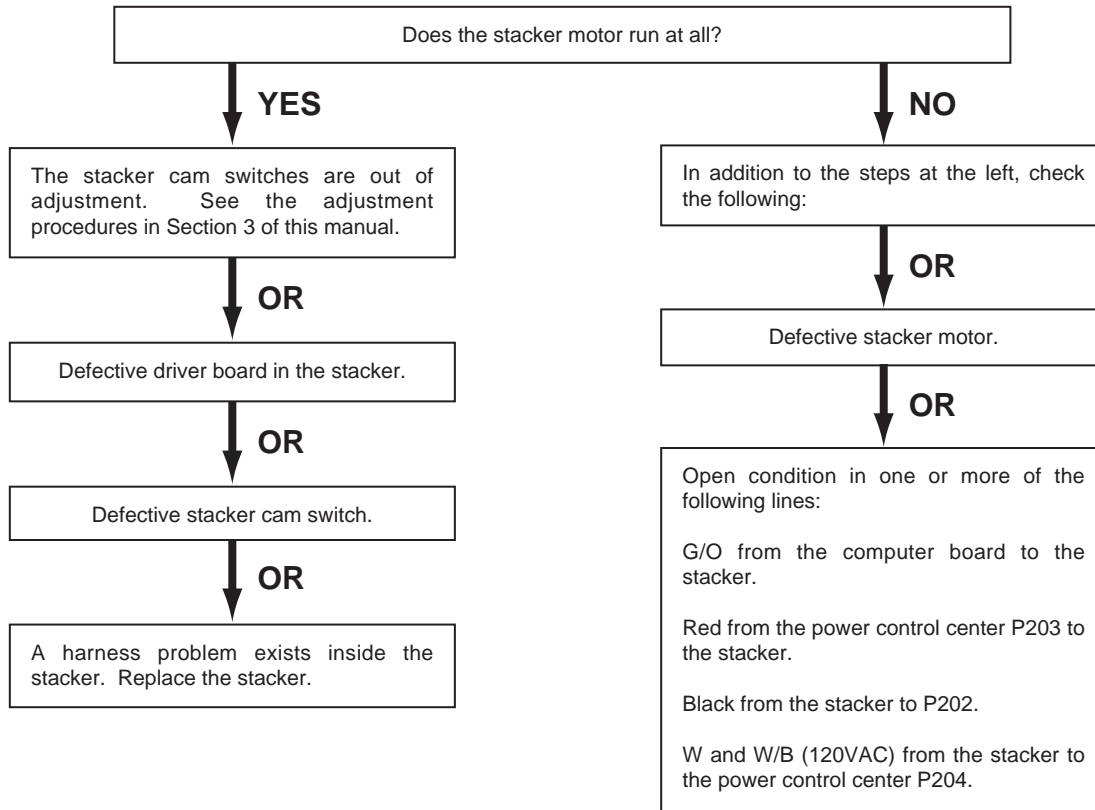 Does the stacker motor run at all?
YES
The stacker cam switches are out of
adjustment. See the adjustment
procedures in Section 3 of this manual.
OR
Defective driver board in the stacker.
OR
Defective stacker cam switch.
OR
A harness problem exists inside the
stacker. Replace the stacker.
NO
In addition to the steps at the left, check
the following:
OR
Defective stacker motor.
OR
Open condition in one or more of the
following lines:
G/O from the computer board to the
stacker.
Red from the power control center P203 to
the stacker.
Black from the stacker to P202.
W and W/B (120VAC) from the stacker to
the power control center P204.